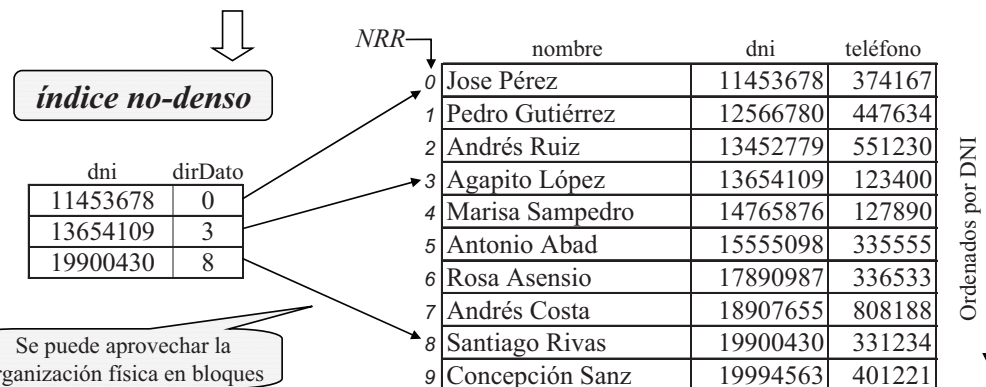 NRR
nombre dni teléfono
índice no-denso
0 Jose Pérez 11453678 374167
1 Pedro Gutiérrez 12566780 447634
2 Andrés Ruiz 13452779 551230
3 Agapito López 13654109 123400
4 Marisa Sampedro 14765876 127890
5 Antonio Abad 15555098 335555
6 Rosa Asensio 17890987 336533
7 Andrés Costa 18907655 808188
8 Santiago Rivas 19900430 331234
9 Concepción Sanz 19994563 401221
dni dirDato
11453678 0
13654109 3
19900430 8
Se puede aprovechar la
física en bloques
Ordenados por DNI